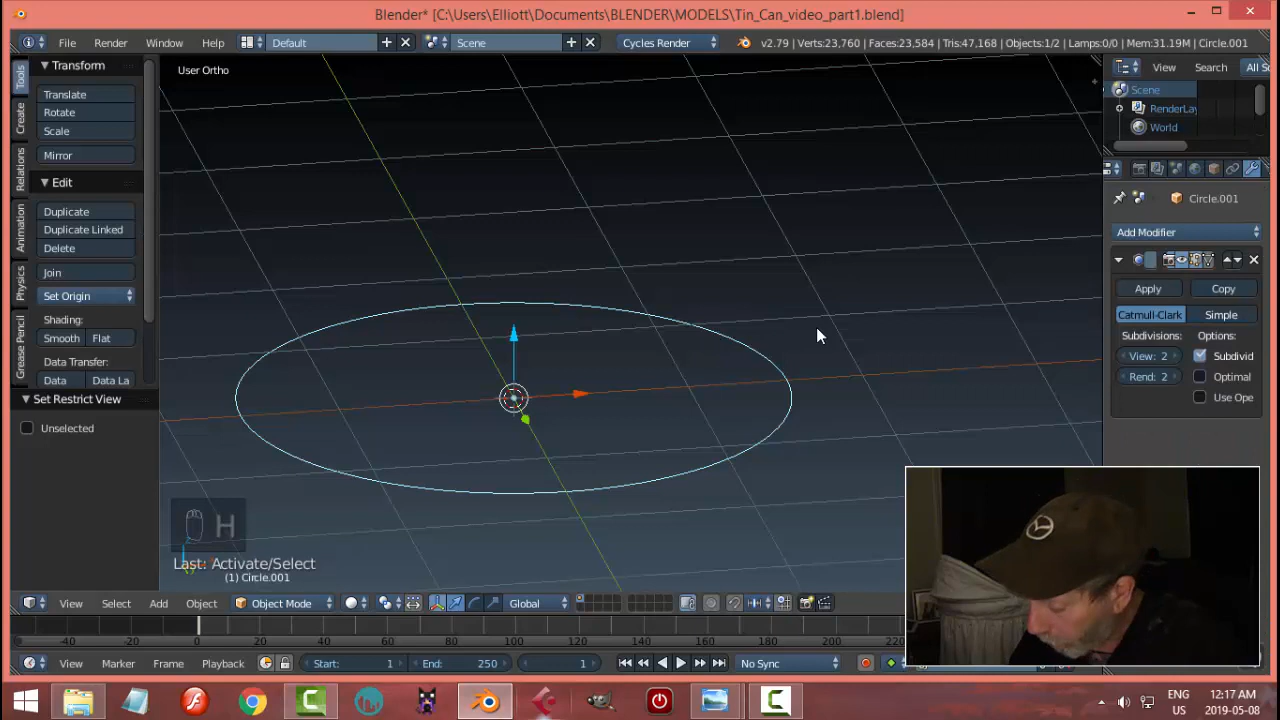 Blender* [C:\Users\Elliott\Documents\BLENDER\MODELS\Tin_Can_video_part1.blend]
File Render Window Help Default Scene Cycles Render v2.79 | Verts:23,760 | Faces:23,584 | Tris:47,168 | Objects:1/2 | Lamps:0/0 | Mem:31.19M | Circle.001
Tools
Create
Relations
Animation
Physics
Grease Pencil
Transform
Translate
Rotate
Scale
Mirror
Edit
Duplicate
Duplicate Linked
Delete
Join
Set Origin
Shading:
Smooth Flat
Data Transfer:
Data Data La
Set Restrict View
Unselected
User Ortho
H
Last: Activate/Select
(1) Circle.001
View Search All Sc
Scene
RenderLay
World
Circle.001
Add Modifier
Apply Copy
Catmull-Clark Simple
Subdivisions: Options:
View: 2 Subdivid
Rend: 2 Optimal
Use Ope
View Select Add Object Object Mode Global
-40 -20 0 20 40 60 80 100 120 140 160 180 200 220
View Marker Frame Playback Start: 1 End: 250 1 No Sync
ENG 12:17 AM
US 2019-05-08